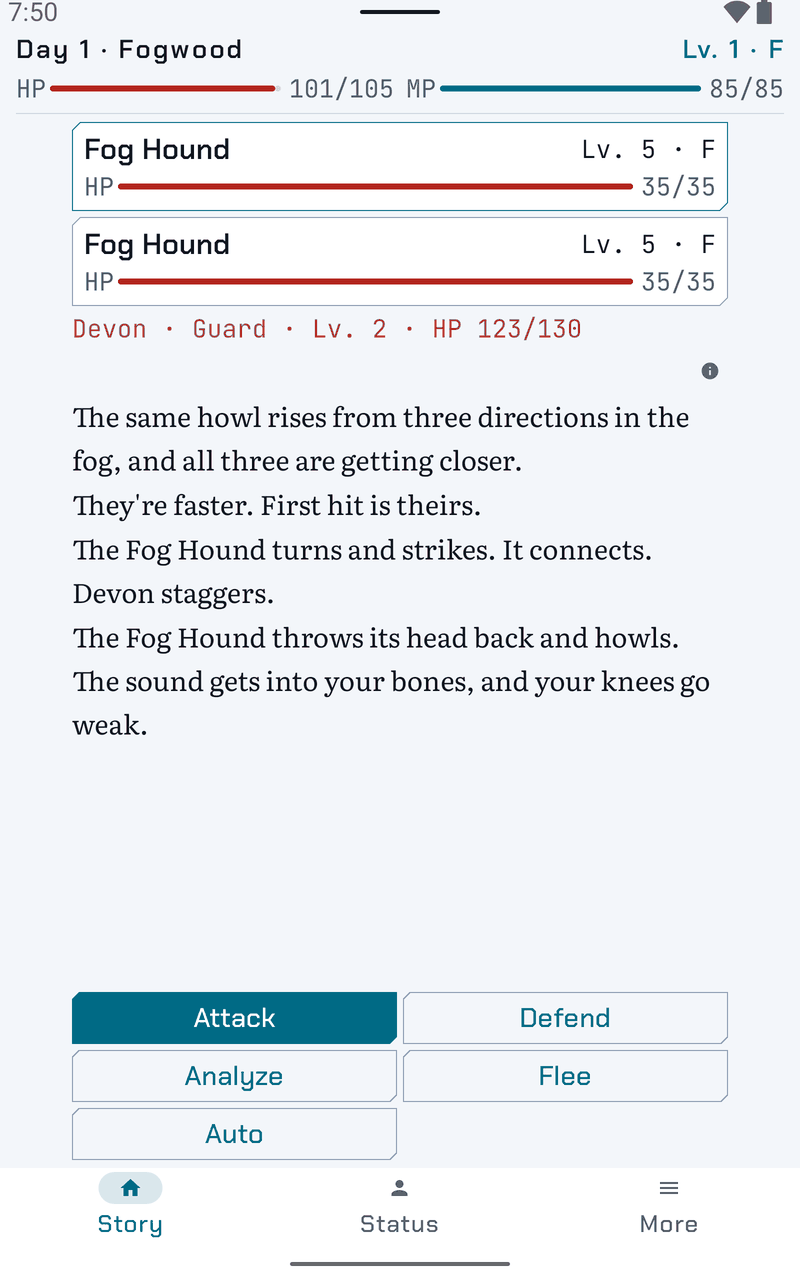 7:50
Day 1 · Fogwood Lv. 1 · F
HP 101/105 MP 85/85
Fog Hound Lv. 5 · F
HP 35/35
Fog Hound Lv. 5 · F
HP 35/35
Devon · Guard · Lv. 2 · HP 123/130
The same howl rises from three directions in the
fog, and all three are getting closer.
They're faster. First hit is theirs.
The Fog Hound turns and strikes. It connects.
Devon staggers.
The Fog Hound throws its head back and howls.
The sound gets into your bones, and your knees go
weak.
Attack Defend
Analyze Flee
Auto
Story Status More